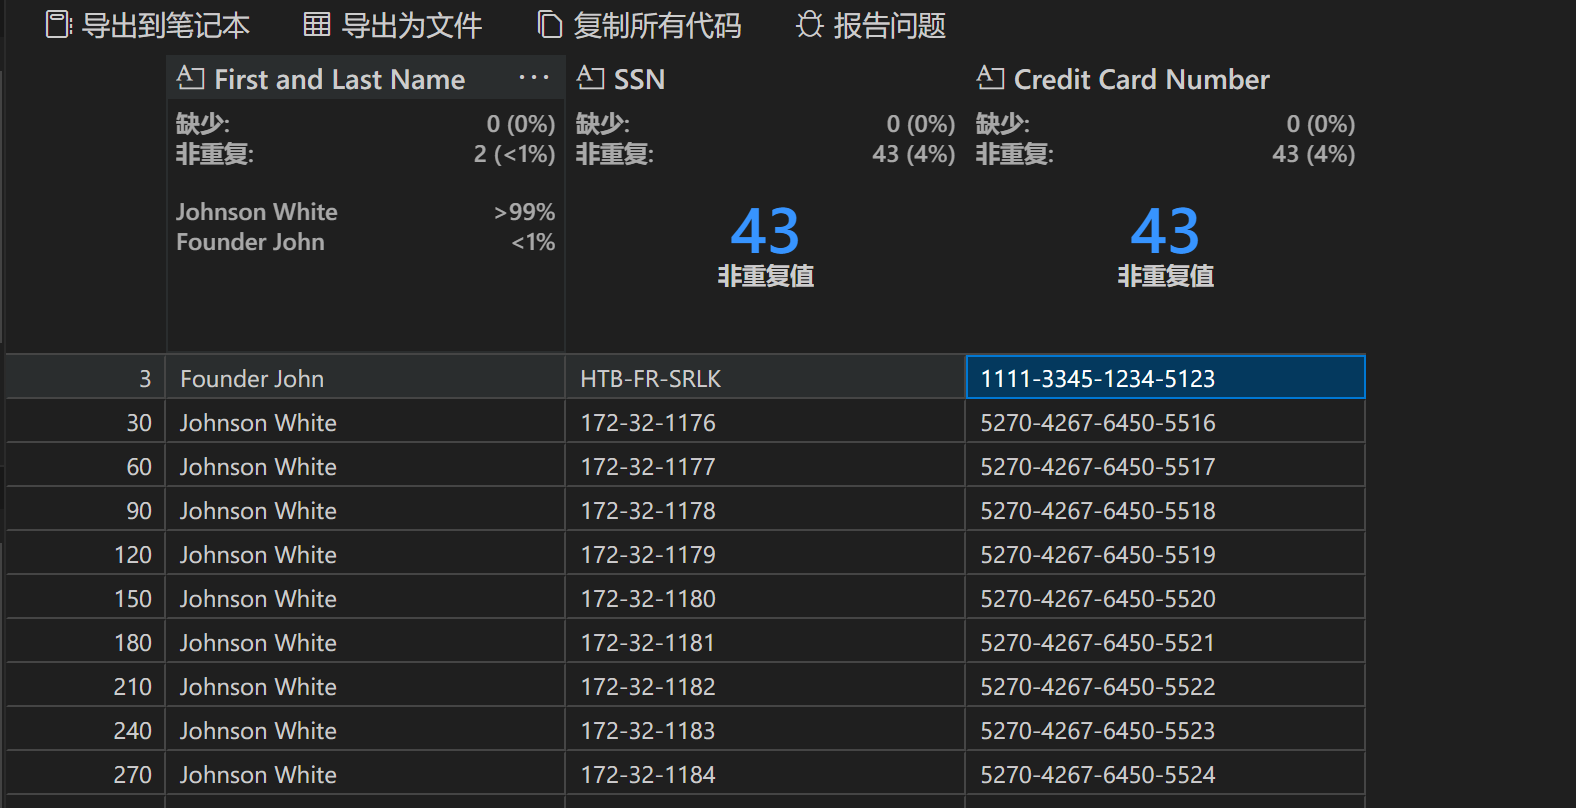 导出到笔记本 导出为文件 复制所有代码 报告问题
First and Last Name ··· SSN Credit Card Number
缺少: 0 (0%) 缺少: 0 (0%) 缺少: 0 (0%)
非重复: 2 (<1%) 非重复: 43 (4%) 非重复: 43 (4%)
Johnson White >99%
Founder John <1%
43 43
非重复值 非重复值
3 Founder John HTB-FR-SRLK 1111-3345-1234-5123
30 Johnson White 172-32-1176 5270-4267-6450-5516
60 Johnson White 172-32-1177 5270-4267-6450-5517
90 Johnson White 172-32-1178 5270-4267-6450-5518
120 Johnson White 172-32-1179 5270-4267-6450-5519
150 Johnson White 172-32-1180 5270-4267-6450-5520
180 Johnson White 172-32-1181 5270-4267-6450-5521
210 Johnson White 172-32-1182 5270-4267-6450-5522
240 Johnson White 172-32-1183 5270-4267-6450-5523
270 Johnson White 172-32-1184 5270-4267-6450-5524